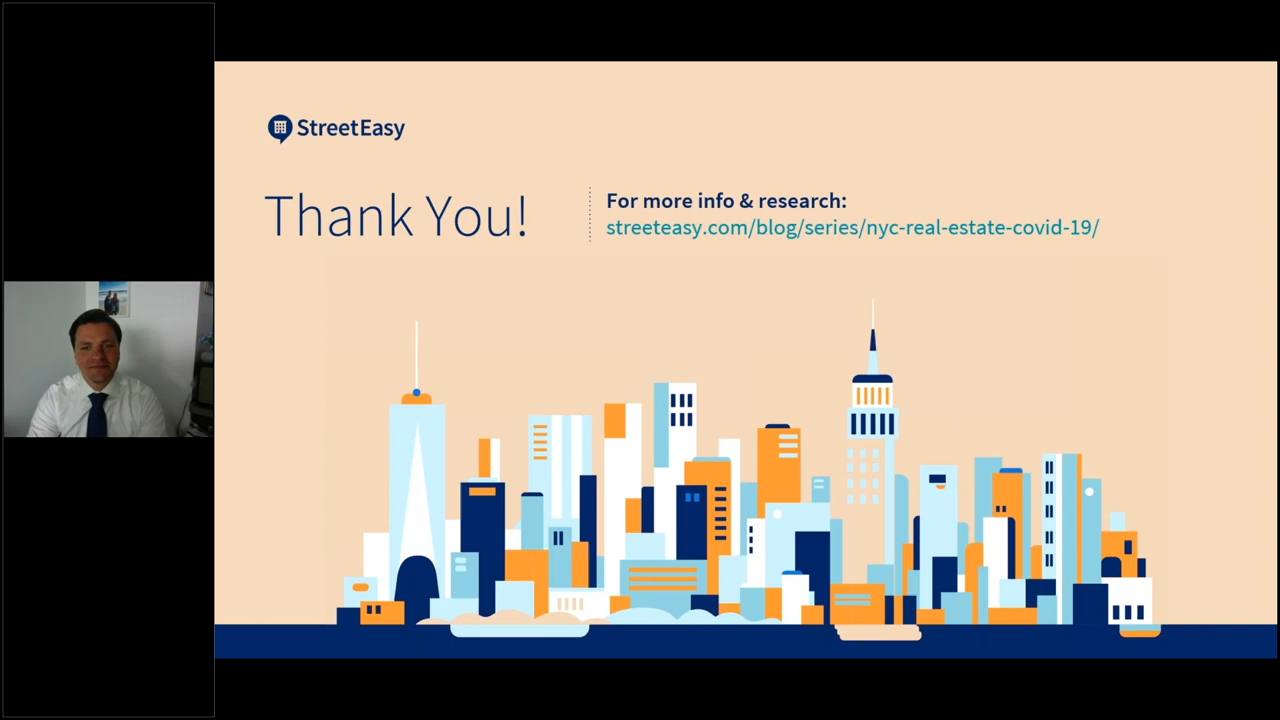 StreetEasy
Thank You!
For more info & research:
streeteasy.com/blog/series/nyc-real-estate-covid-19/